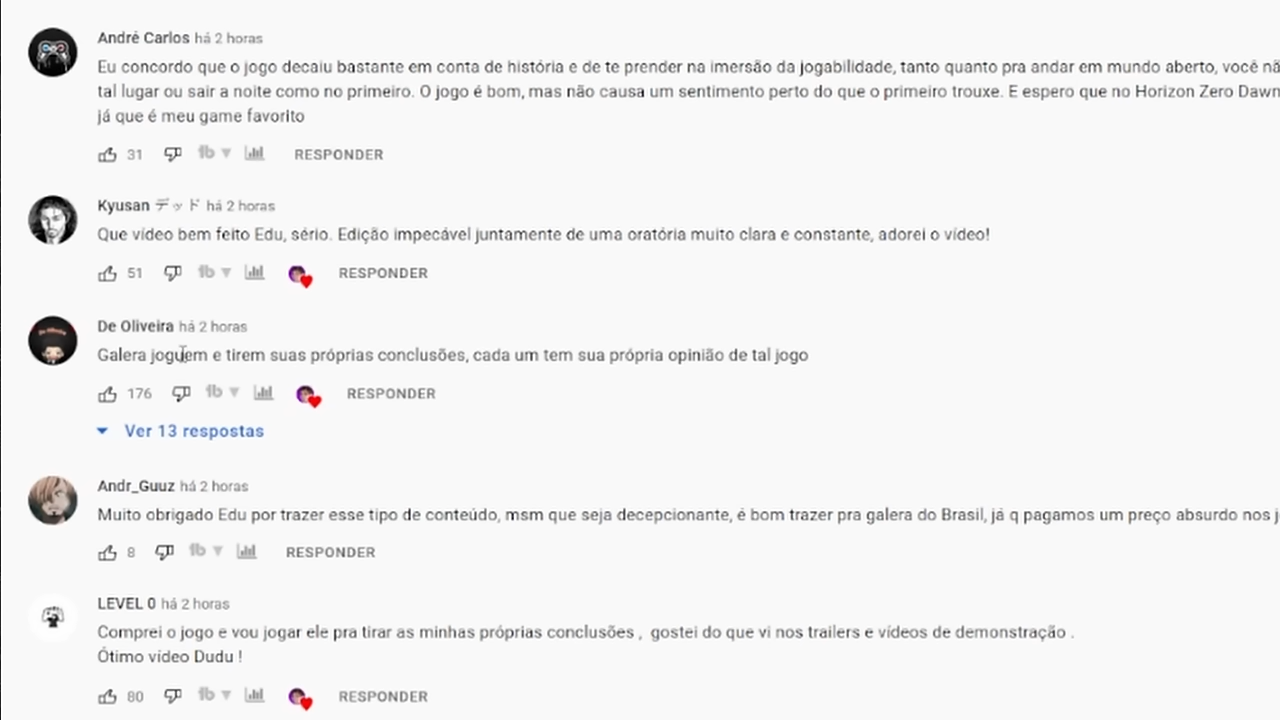 André Carlos há 2 horas
Eu concordo que o jogo decaiu bastante em conta de história e de te prender na imersão da jogabilidade, tanto quanto pra andar em mundo aberto, você nã
tal lugar ou sair a noite como no primeiro. O jogo é bom, mas não causa um sentimento perto do que o primeiro trouxe. E espero que no Horizon Zero Dawn
já que é meu game favorito
31 RESPONDER
Kyusan デッド há 2 horas
Que vídeo bem feito Edu, sério. Edição impecável juntamente de uma oratória muito clara e constante, adorei o vídeo!
51 RESPONDER
De Oliveira há 2 horas
Galera joguem e tirem suas próprias conclusões, cada um tem sua própria opinião de tal jogo
176 RESPONDER
Ver 13 respostas
Andr_Guuz há 2 horas
Muito obrigado Edu por trazer esse tipo de conteúdo, msm que seja decepcionante, é bom trazer pra galera do Brasil, já q pagamos um preço absurdo nos j
8 RESPONDER
LEVEL 0 há 2 horas
Comprei o jogo e vou jogar ele pra tirar as minhas próprias conclusões , gostei do que vi nos trailers e vídeos de demonstração .
Ótimo vídeo Dudu !
80 RESPONDER